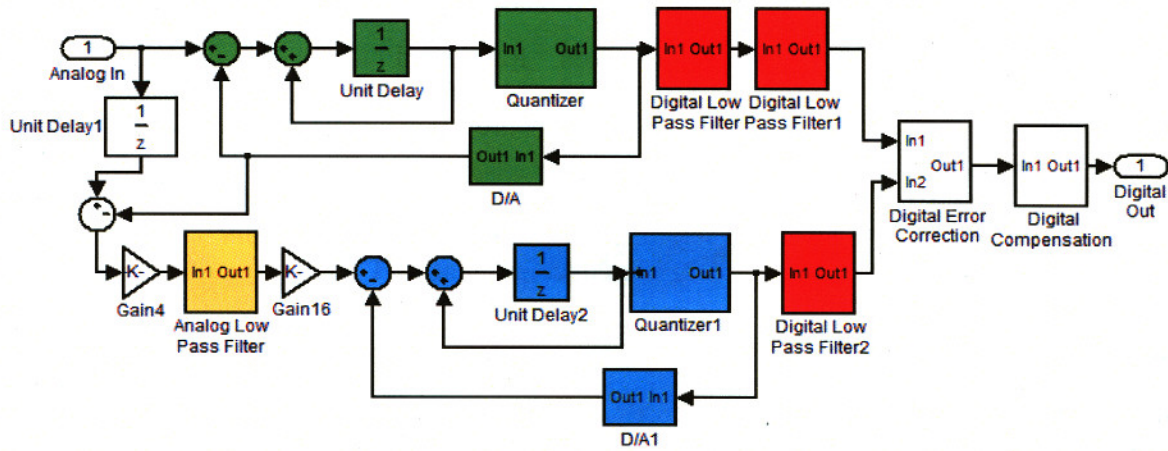 1
Analog In
Unit Delay1
1
z
1
z
Unit Delay
In1 Out1
Quantizer
In1 Out1
Digital Low
Pass Filter
In1 Out1
Digital Low
Pass Filter1
Out1 In1
D/A
In1
In2
Out1
Digital Error
Correction
In1 Out1
Digital
Compensation
1
Digital
Out
-K-
Gain4
In1 Out1
Analog Low
Pass Filter
-K-
Gain16
1
z
Unit Delay2
In1 Out1
Quantizer1
In1 Out1
Digital Low
Pass Filter2
Out1 In1
D/A1